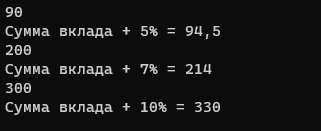 90
Сумма вклада + 5% = 94,5
200
Сумма вклада + 7% = 214
300
Сумма вклада + 10% = 330